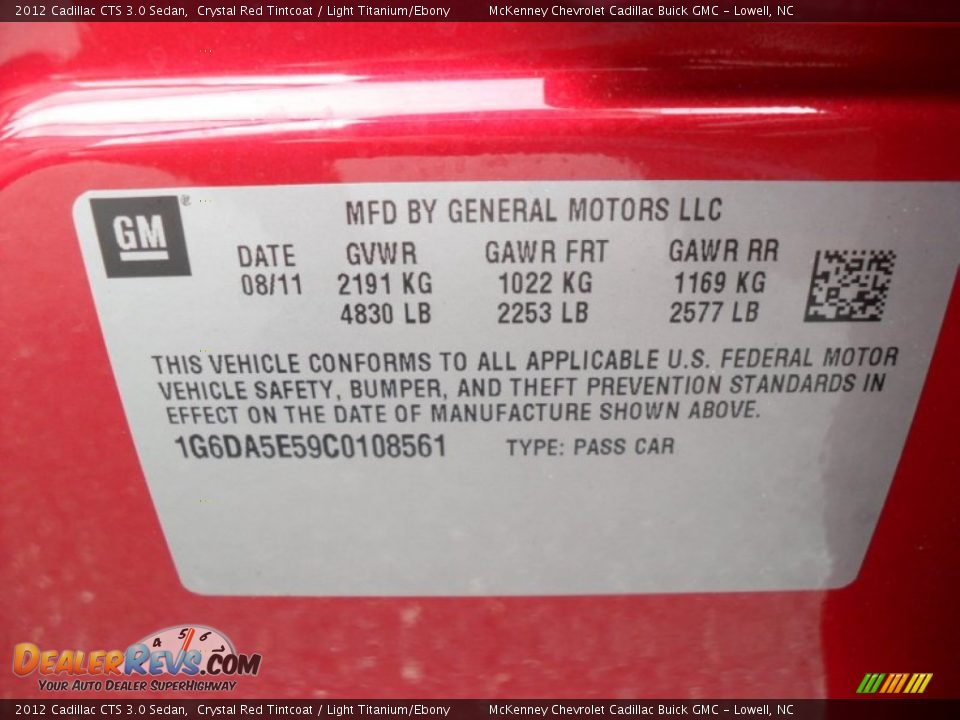 2012 Cadillac CTS 3.0 Sedan, Crystal Red Tintcoat / Light Titanium/Ebony McKenney Chevrolet Cadillac Buick GMC - Lowell, NC
GM ®
MFD BY GENERAL MOTORS LLC
DATE GVWR GAWR FRT GAWR RR
08/11 2191 KG 1022 KG 1169 KG
4830 LB 2253 LB 2577 LB
THIS VEHICLE CONFORMS TO ALL APPLICABLE U.S. FEDERAL MOTOR
VEHICLE SAFETY, BUMPER, AND THEFT PREVENTION STANDARDS IN
EFFECT ON THE DATE OF MANUFACTURE SHOWN ABOVE.
1G6DA5E59C0108561 TYPE: PASS CAR
4 5 6 7
DealerRevs.com
Your Auto Dealer SuperHighway
2012 Cadillac CTS 3.0 Sedan, Crystal Red Tintcoat / Light Titanium/Ebony McKenney Chevrolet Cadillac Buick GMC - Lowell, NC